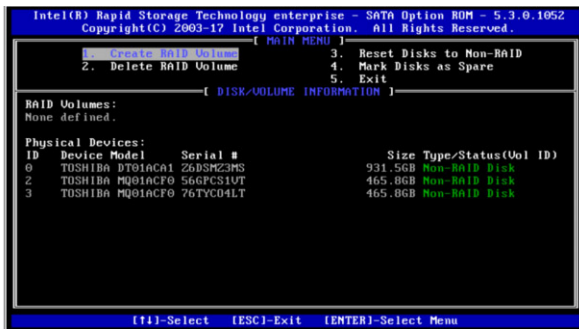 Intel(R) Rapid Storage Technology enterprise - SATA Option ROM - 5.3.0.1052
Copyright(C) 2003-17 Intel Corporation.  All Rights Reserved.
[ MAIN MENU ]
1.  Create RAID Volume    3.  Reset Disks to Non-RAID
2.  Delete RAID Volume    4.  Mark Disks as Spare
5.  Exit
[ DISK/VOLUME INFORMATION ]
RAID Volumes:
None defined.
Physical Devices:
ID  Device Model  Serial #  Size  Type/Status(Vol ID)
0  TOSHIBA DT01ACA1  Z6DSMZ3MS  931.5GB  Non-RAID Disk
2  TOSHIBA MQ01ACF0  56GPCS1VT  465.8GB  Non-RAID Disk
3  TOSHIBA MQ01ACF0  76TYCO4LT  465.8GB  Non-RAID Disk
[↑↓]-Select  [ESC]-Exit  [ENTER]-Select Menu